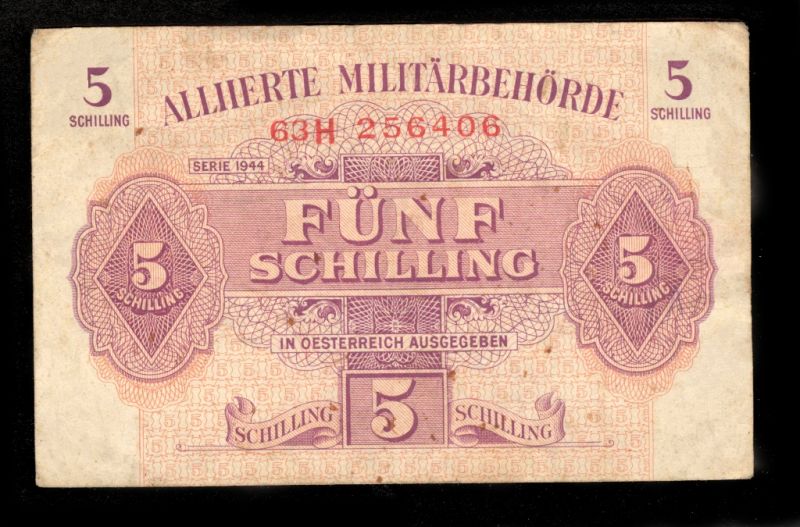 5 SCHILLING
5 SCHILLING
ALLIIERTE MILITÄRBEHÖRDE
63H 256406
SERIE 1944
FÜNF
SCHILLING
5
SCHILLING
5
SCHILLING
IN OESTERREICH AUSGEGEBEN
SCHILLING 5 SCHILLING